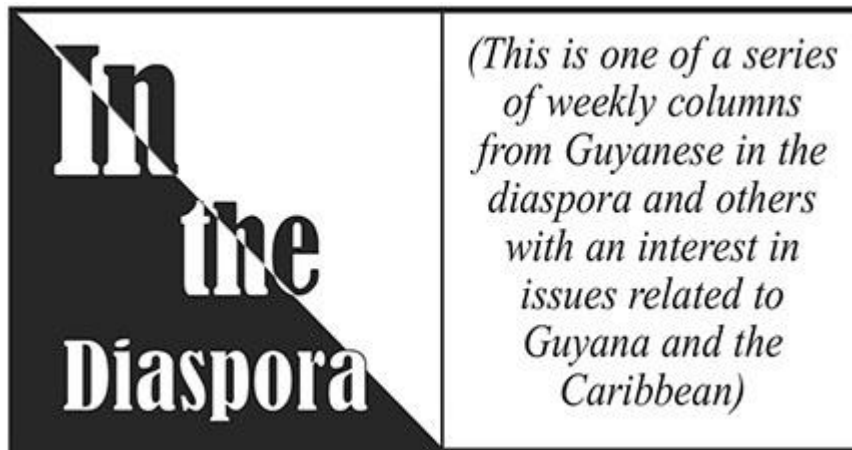 In
the
Diaspora
(This is one of a series
of weekly columns
from Guyanese in the
diaspora and others
with an interest in
issues related to
Guyana and the
Caribbean)